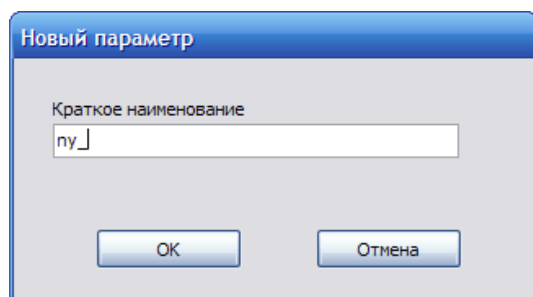 Новый параметр
Краткое наименование
ny_
OK
Отмена